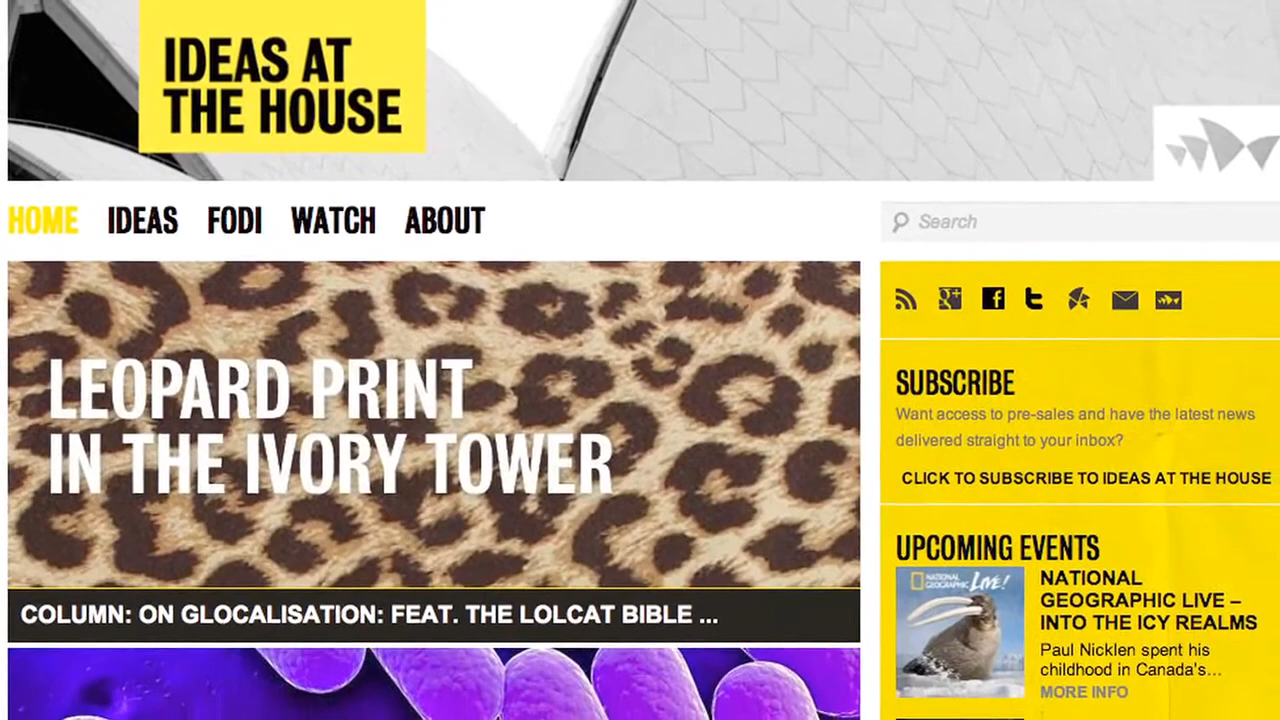 IDEAS AT
THE HOUSE
HOME IDEAS FODI WATCH ABOUT
Search
LEOPARD PRINT
IN THE IVORY TOWER
COLUMN: ON GLOCALISATION: FEAT. THE LOLCAT BIBLE ...
SUBSCRIBE
Want access to pre-sales and have the latest news
delivered straight to your inbox?
CLICK TO SUBSCRIBE TO IDEAS AT THE HOUSE
UPCOMING EVENTS
NATIONAL
GEOGRAPHIC LIVE!
NATIONAL
GEOGRAPHIC LIVE –
INTO THE ICY REALMS
Paul Nicklen spent his
childhood in Canada's...
MORE INFO